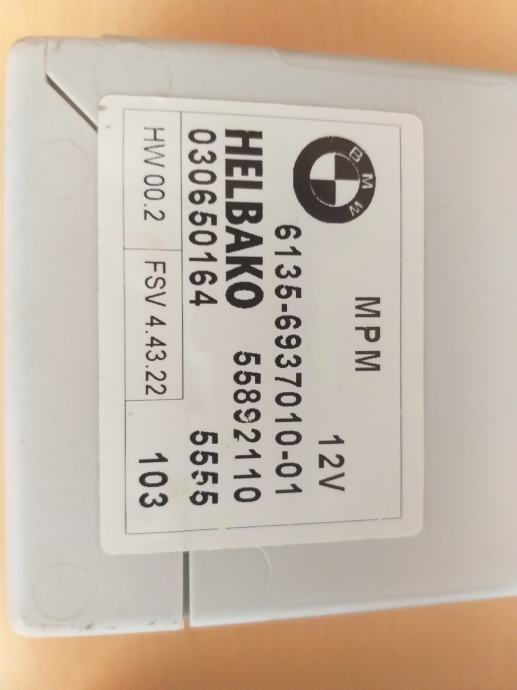 BMW
MPM
12V
6135-6937010-01
HELBAKO 55892110
030650164 5555
HW 00.2 FSV 4.43.22 103